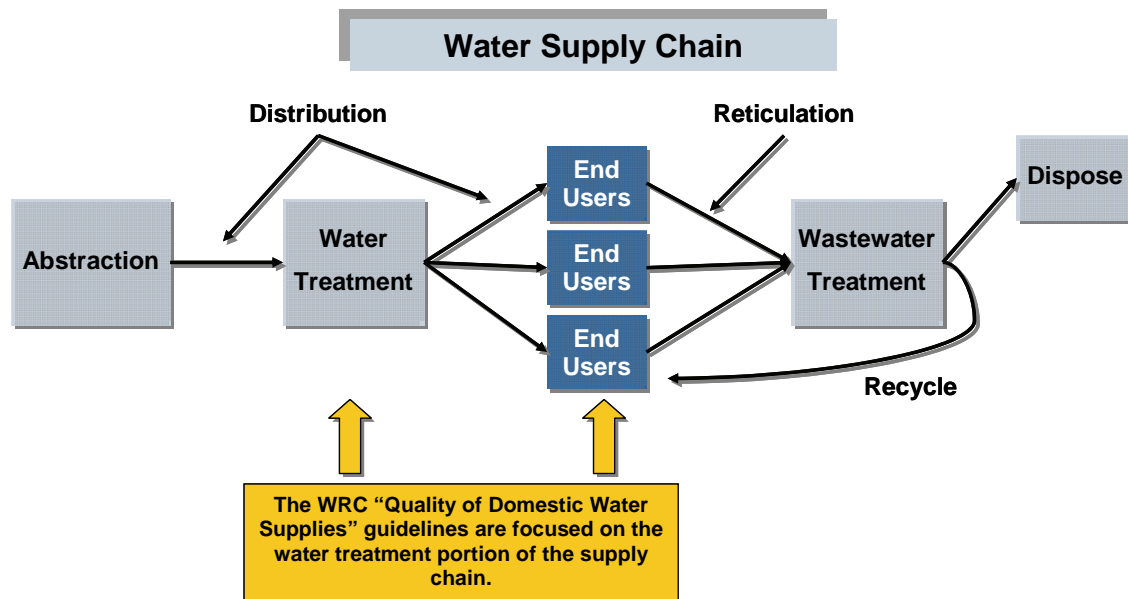 Water Supply Chain
Distribution
Reticulation
End
Users
Dispose
Abstraction
Water
Treatment
End
Users
Wastewater
Treatment
End
Users
Recycle
The WRC “Quality of Domestic Water
Supplies” guidelines are focused on the
water treatment portion of the supply
chain.